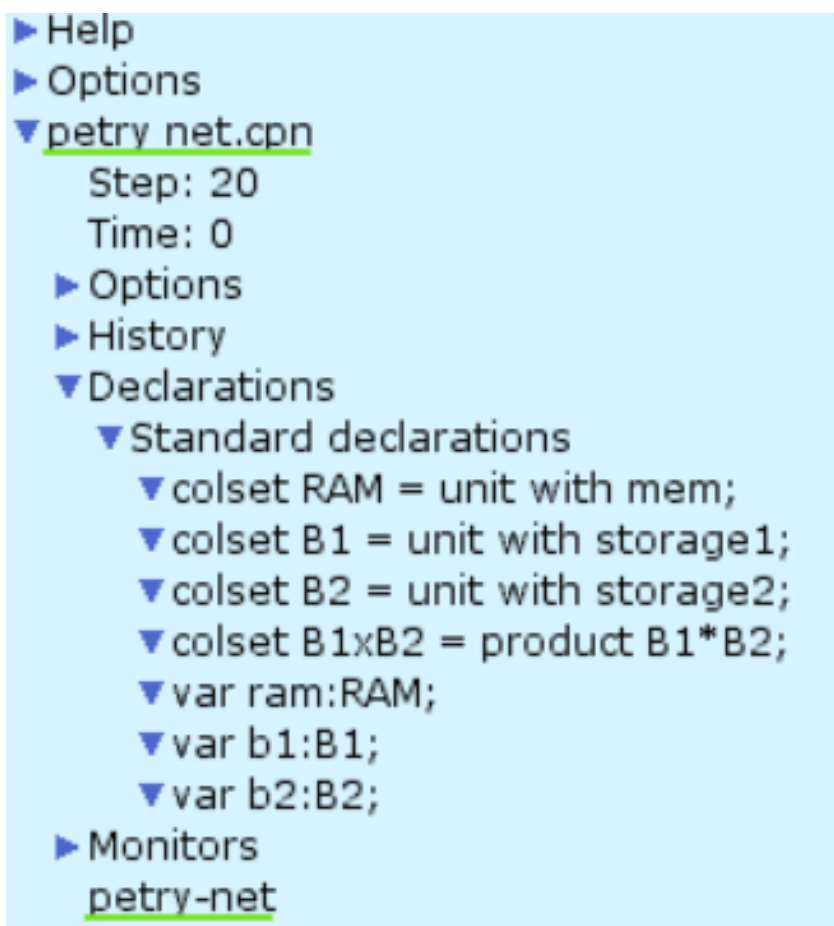 Help
Options
petry net.cpn
Step: 20
Time: 0
Options
History
Declarations
Standard declarations
colset RAM = unit with mem;
colset B1 = unit with storage1;
colset B2 = unit with storage2;
colset B1xB2 = product B1*B2;
var ram:RAM;
var b1:B1;
var b2:B2;
Monitors
petry-net